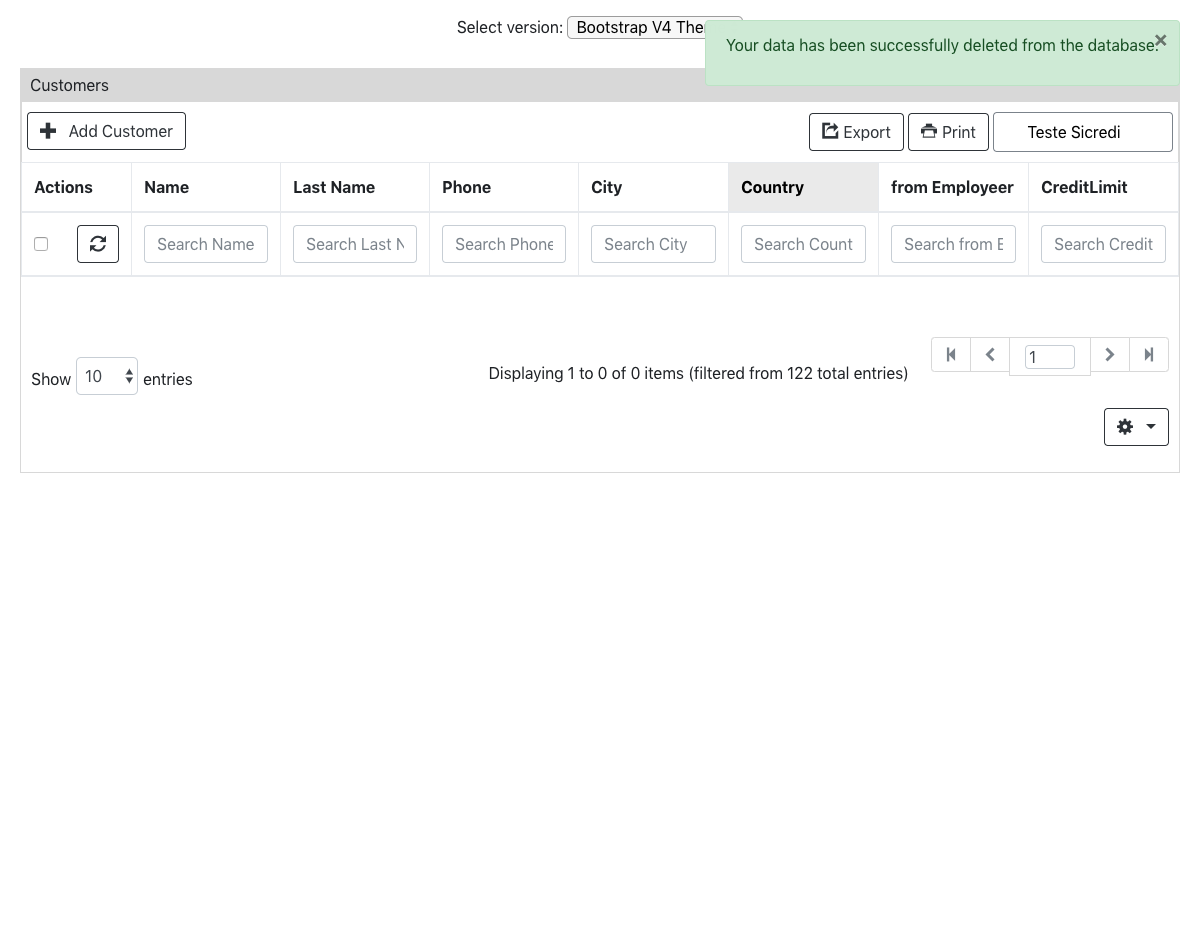 Select version: Bootstrap V4 The
Your data has been successfully deleted from the database.
×
Customers
Add Customer
Export
Print
Teste Sicredi
Actions Name Last Name Phone City Country from Employeer CreditLimit
Search Name Search Last N Search Phone Search City Search Count Search from E Search Credit
Show 10 entries
Displaying 1 to 0 of 0 items (filtered from 122 total entries)
1